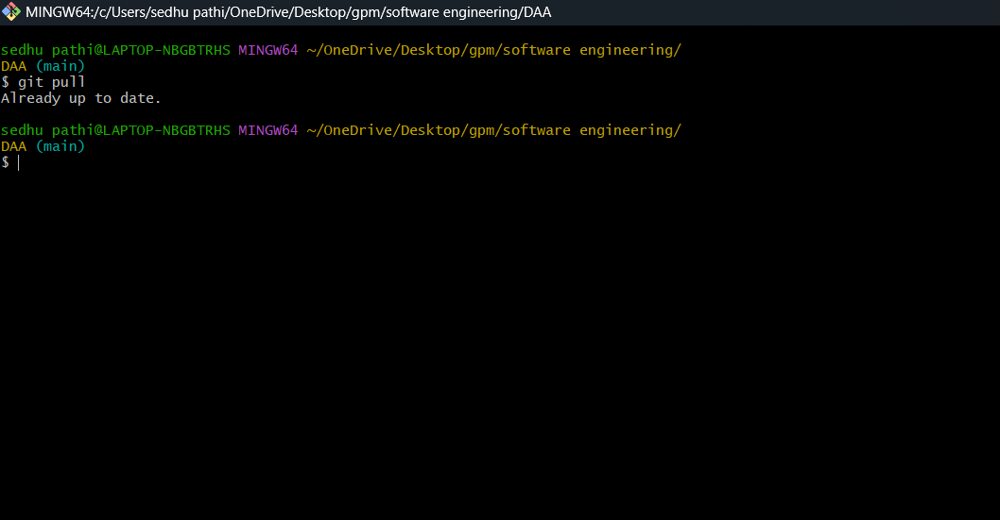 MINGW64:/c/Users/sedhu pathi/OneDrive/Desktop/gpm/software engineering/DAA
sedhu pathi@LAPTOP-NBGBTRHS MINGW64 ~/OneDrive/Desktop/gpm/software engineering/
DAA (main)
$ git pull
Already up to date.
sedhu pathi@LAPTOP-NBGBTRHS MINGW64 ~/OneDrive/Desktop/gpm/software engineering/
DAA (main)
$